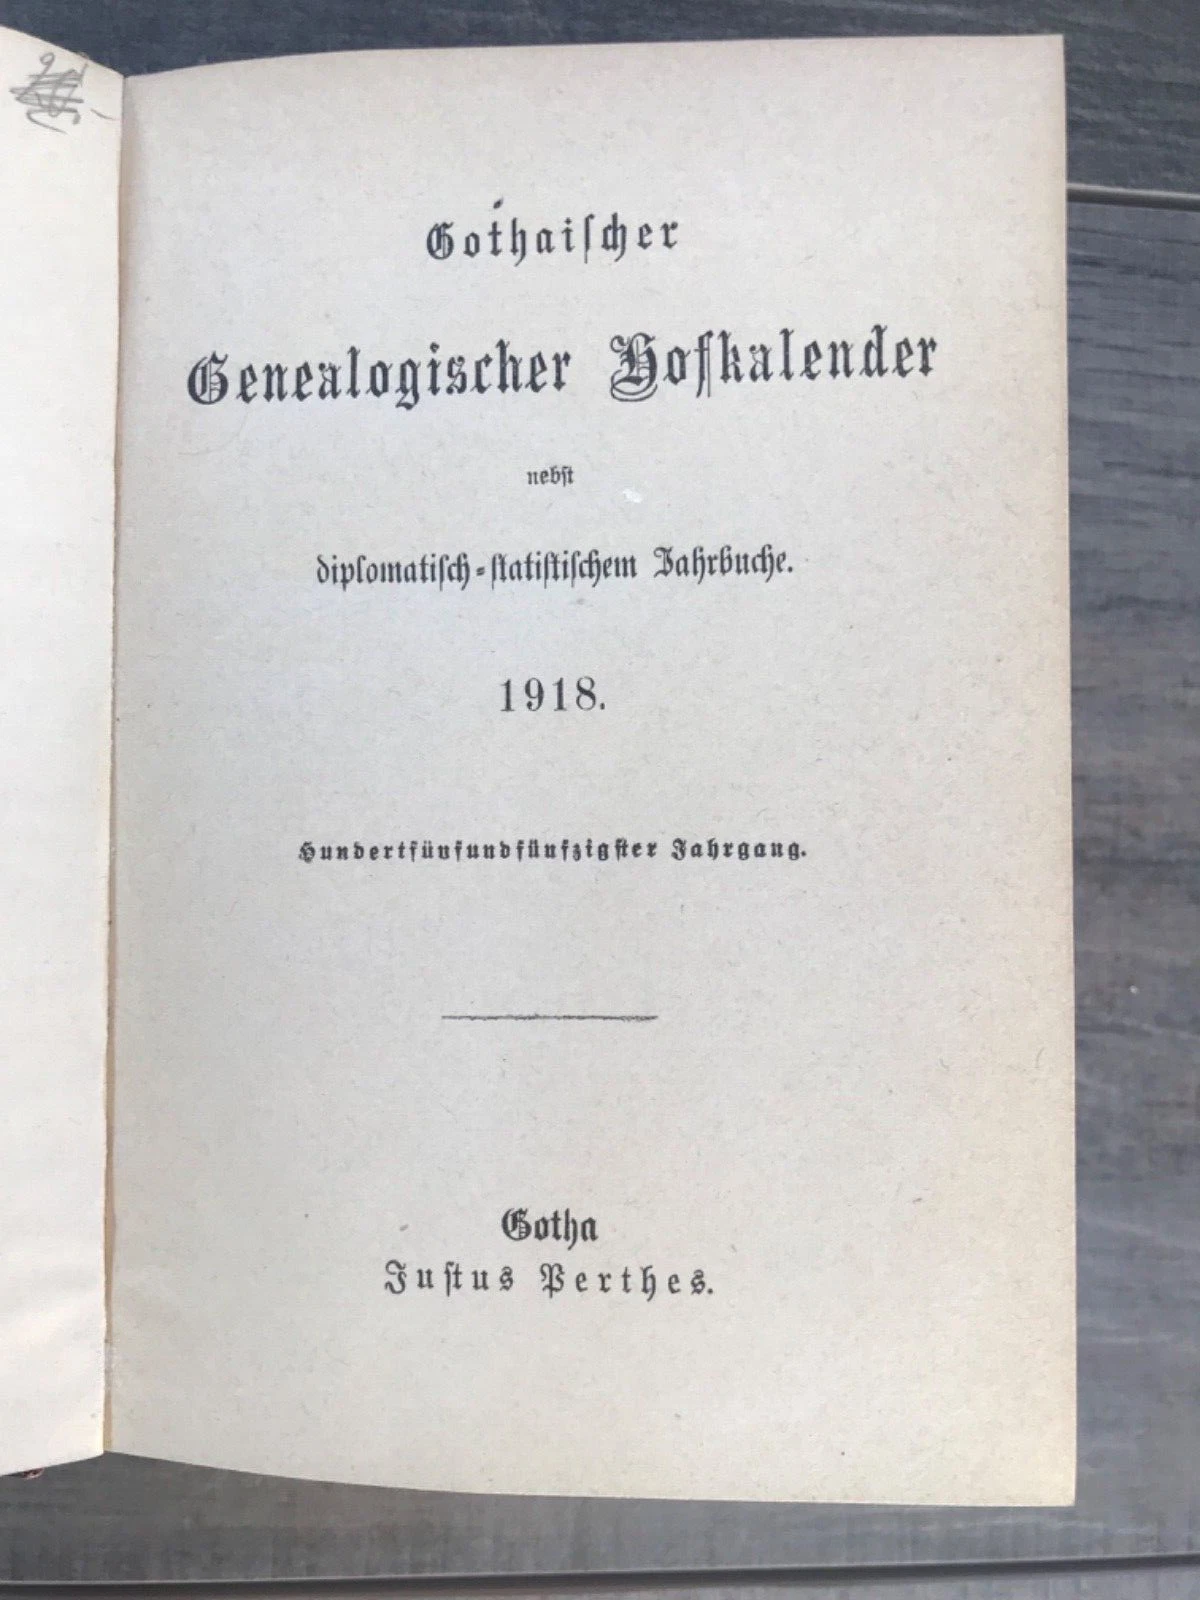 Gothaiſcher
Genealogischer Hofkalender
nebſt
diplomatiſch-ſtatiſtiſchem Jahrbuche.
1918.
Hundertfünfundfünfzigſter Jahrgang.
Gotha
Juſtus Perthes.